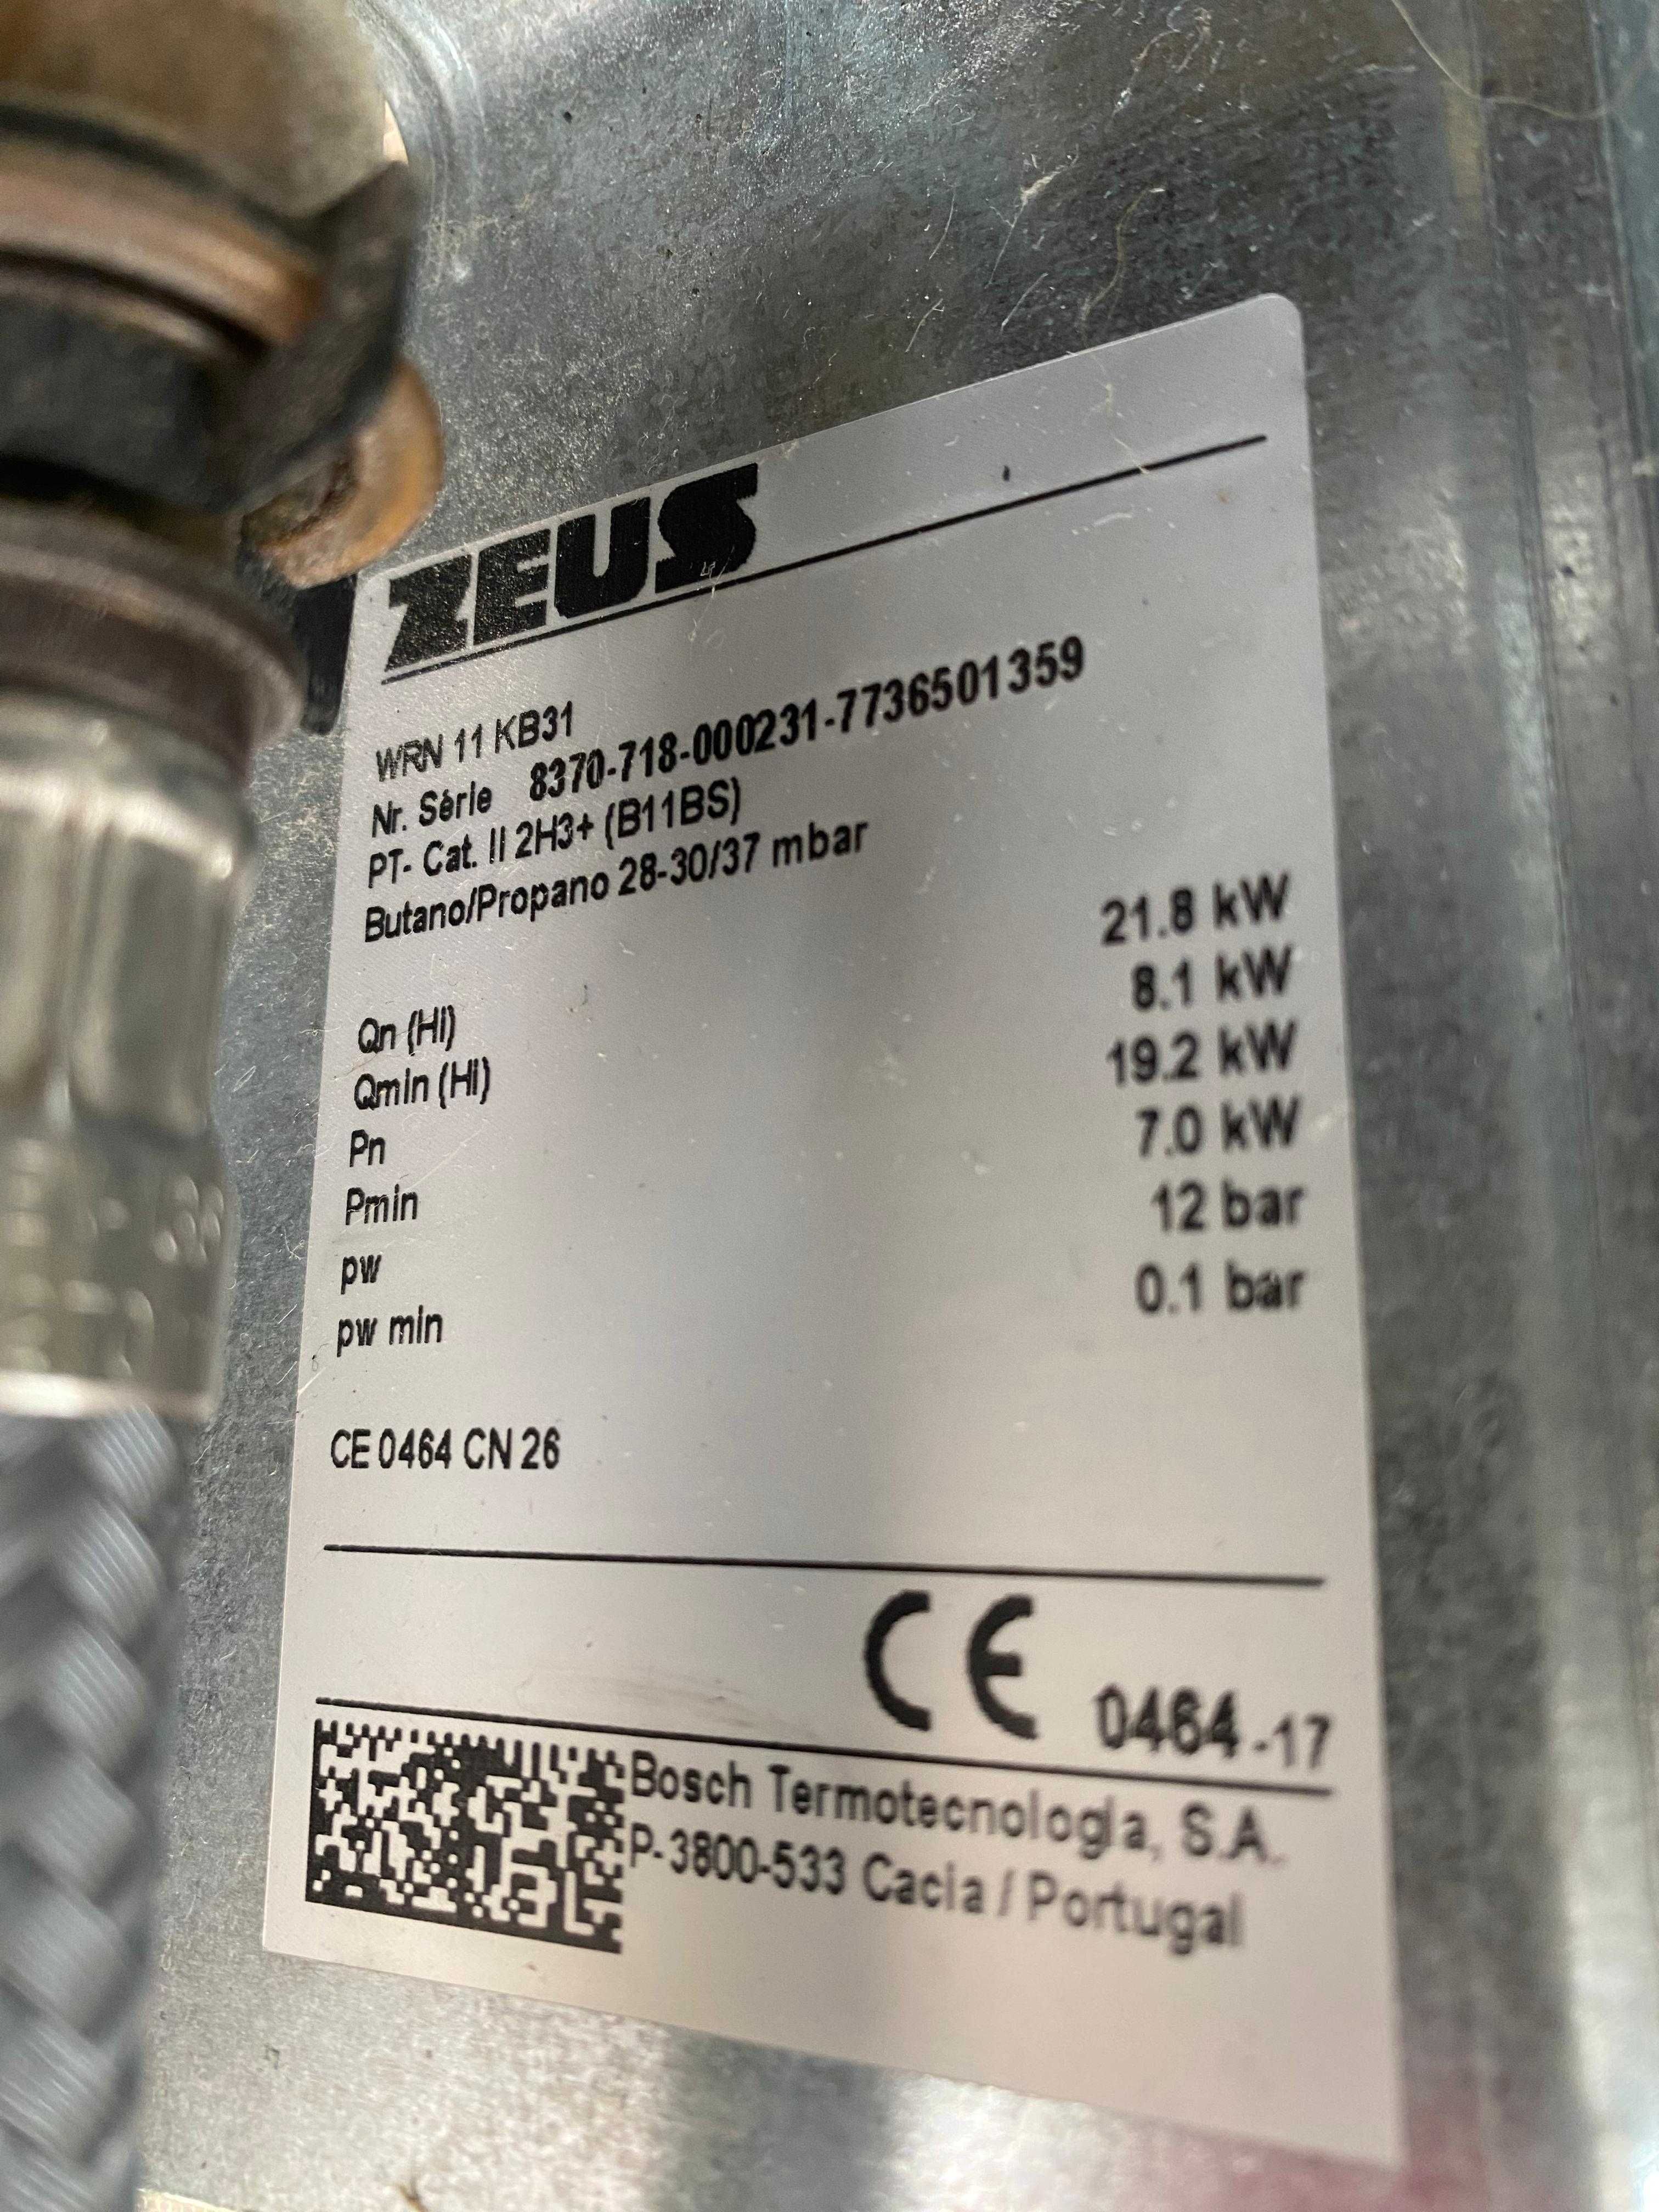 ZEUS
WRN 11 KB31
Nr. Série 8370-718-000231-7736501359
PT- Cat. II 2H3+ (B11BS)
Butano/Propano 28-30/37 mbar
Qn (Hi) 21.8 kW
Qmin (Hi) 8.1 kW
Pn 19.2 kW
Pmin 7.0 kW
pw 12 bar
pw min 0.1 bar
CE 0464 CN 26
CE 0464-17
Bosch Termotecnologia, S.A.
P-3800-533 Cacia / Portugal